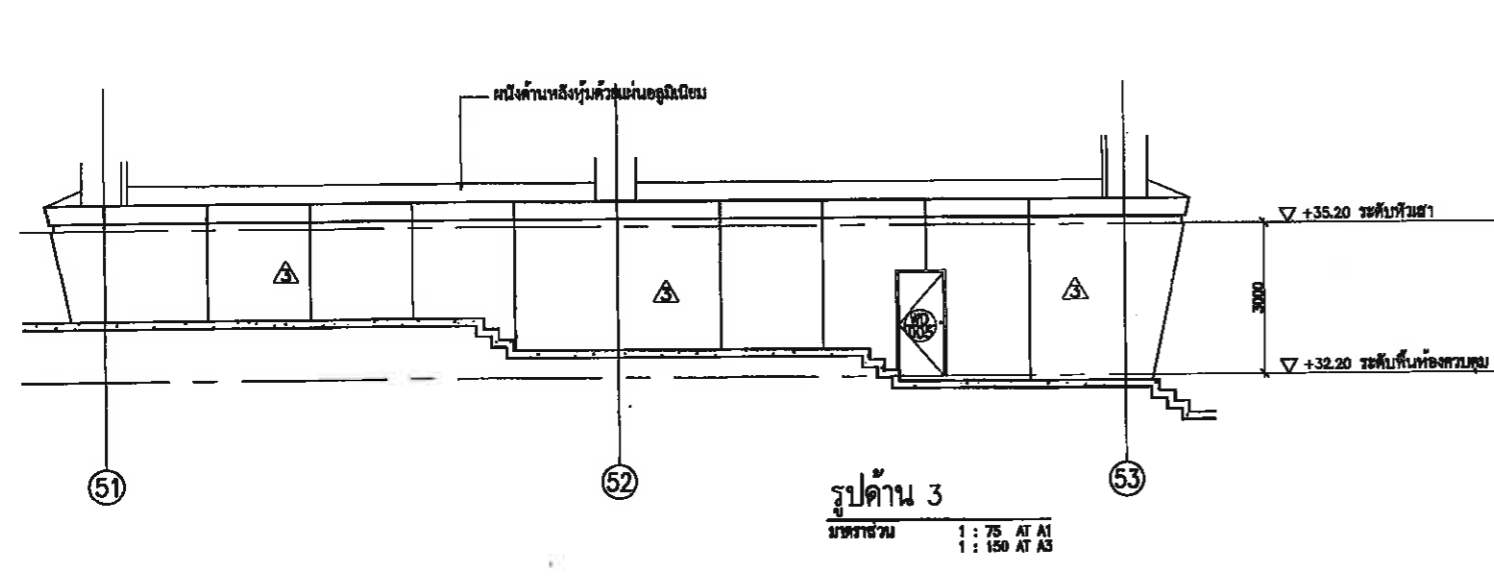 ผนังด้านหลังหุ้มด้วยแผ่นอลูมิเนียม
+35.20 ระดับหัวเสา
3
3
3
3000
WD
005
+32.20 ระดับพื้นห้องควบคุม
51
52
53
รูปด้าน 3
มาตราส่วน 1 : 75 AT A1
1 : 150 AT A3